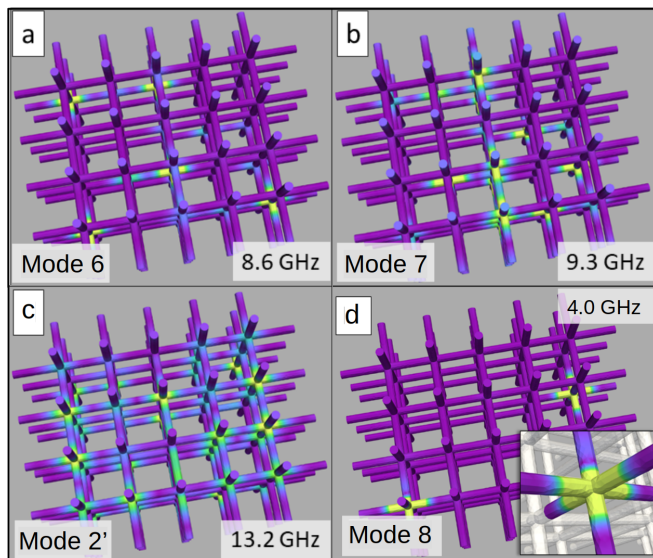 a
b
Mode 6
8.6 GHz
Mode 7
9.3 GHz
c
d
4.0 GHz
Mode 2’
13.2 GHz
Mode 8